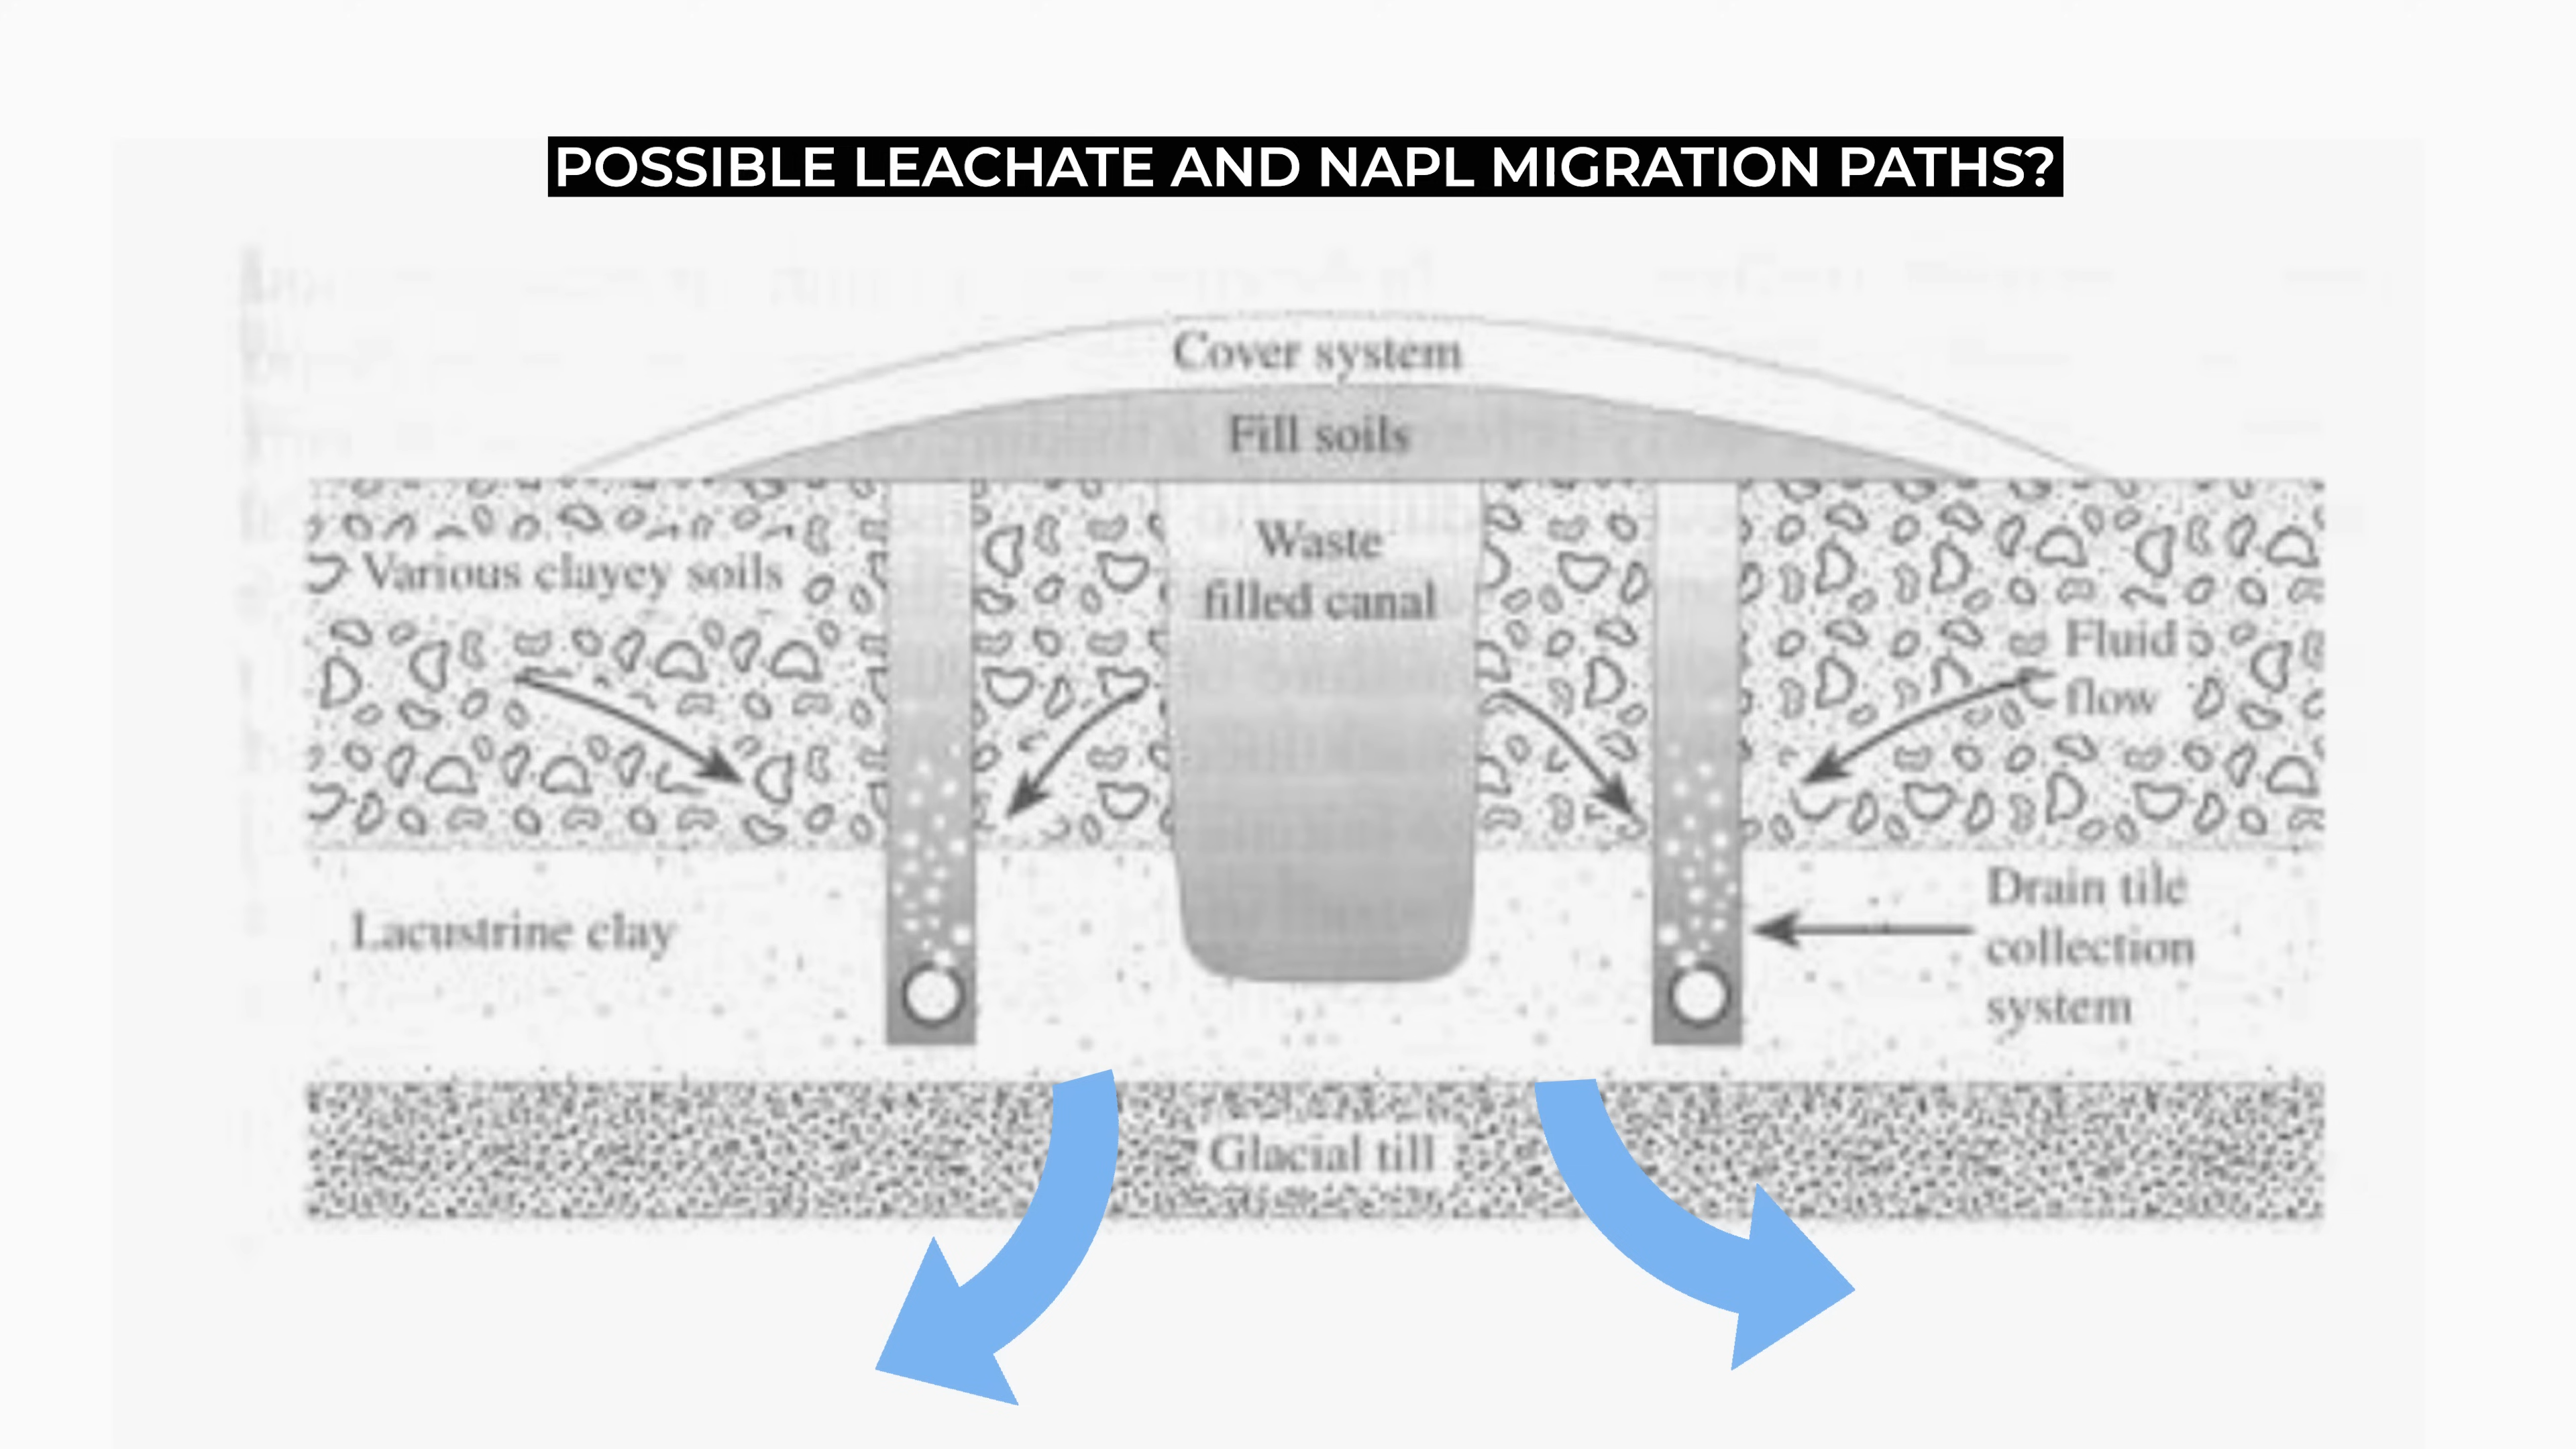 POSSIBLE LEACHATE AND NAPL MIGRATION PATHS?
Cover system
Fill soils
Waste
filled canal
Various clayey soils
Fluid
flow
Lacustrine clay
Drain tile
collection
system
Glacial till